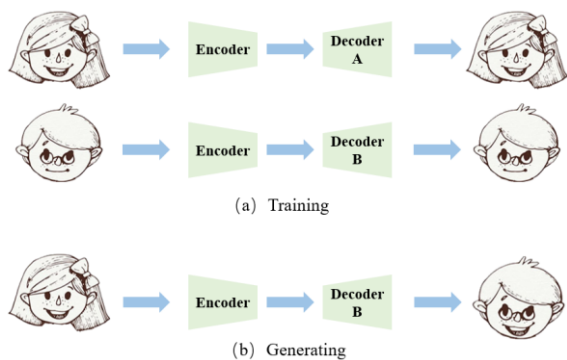 Encoder
Decoder
A
Encoder
Decoder
B
(a) Training
Encoder
Decoder
B
(b) Generating